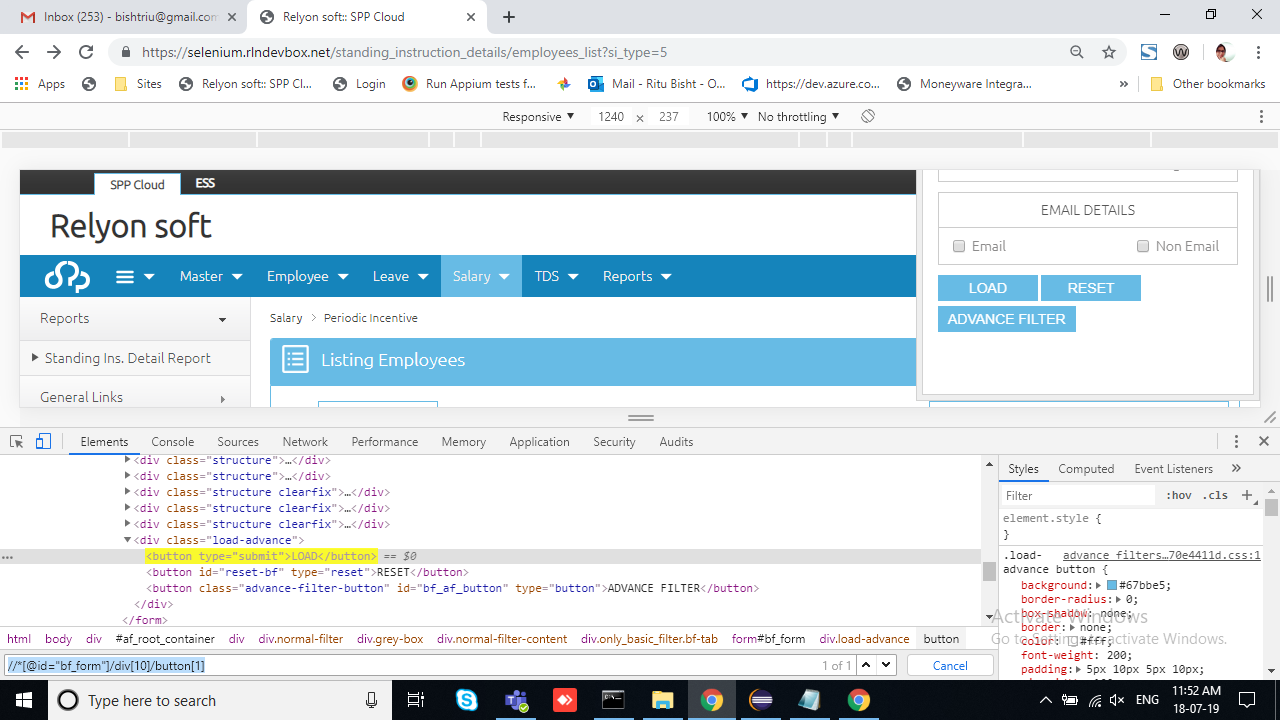 Inbox (253) - bishtriu@gmail.com
Relyon soft:: SPP Cloud
https://selenium.rlndevbox.net/standing_instruction_details/employees_list?si_type=5
Apps Sites Relyon soft:: SPP Cl... Login Run Appium tests f... Mail - Ritu Bisht - O... https://dev.azure.co... Moneyware Integra... » Other bookmarks
Responsive ▼ 1240 × 237 100% ▼ No throttling ▼
SPP Cloud ESS
Relyon soft
Master Employee Leave Salary TDS Reports
Reports
Standing Ins. Detail Report
General Links
Salary > Periodic Incentive
Listing Employees
EMAIL DETAILS
Email Non Email
LOAD RESET
ADVANCE FILTER
Elements Console Sources Network Performance Memory Application Security Audits
<div class="structure">…</div>
<div class="structure">…</div>
<div class="structure clearfix">…</div>
<div class="structure clearfix">…</div>
<div class="structure clearfix">…</div>
<div class="load-advance">
... <button type="submit">LOAD</button> == $0
<button id="reset-bf" type="reset">RESET</button>
<button class="advance-filter-button" id="bf_af_button" type="button">ADVANCE FILTER</button>
</div>
</form>
html body div #af_root_container div div.normal-filter div.grey-box div.normal-filter-content div.only_basic_filter.bf-tab form#bf_form div.load-advance button
//*[@id="bf_form"]/div[10]/button[1] 1 of 1 Cancel
Styles Computed Event Listeners »
Filter :hov .cls +
element.style {
}
.load- advance filters…70e4411d.css:1
advance button {
background: #67bbe5;
border-radius: 0;
box-shadow: none;
border: none;
color: #fff;
font-weight: 200;
padding: 5px 10px 5px 10px;
Activate Windows
Go to Settings to activate Windows.
Type here to search
ENG
11:52 AM
18-07-19